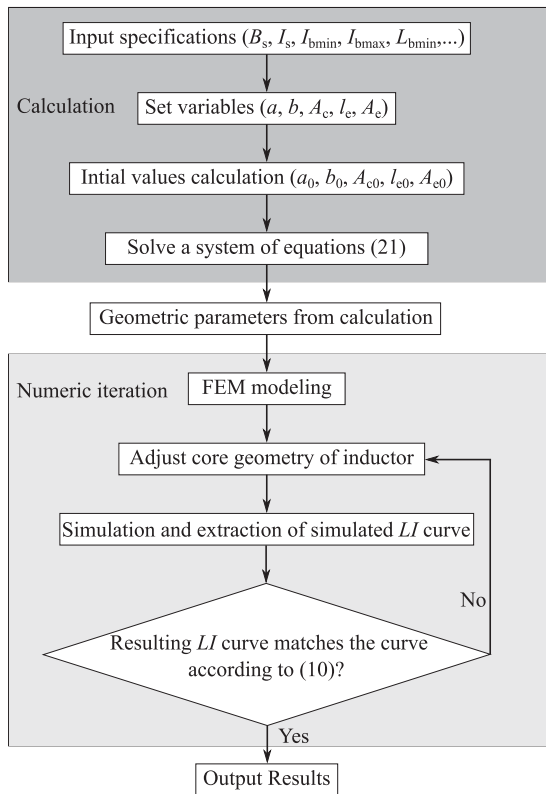 Input specifications (Bs, Is, Ibmin, Ibmax, Lbmin,...)
Calculation
Set variables (a, b, Ac, le, Ae)
Intial values calculation (a0, b0, Ac0, le0, Ae0)
Solve a system of equations (21)
Geometric parameters from calculation
Numeric iteration
FEM modeling
Adjust core geometry of inductor
Simulation and extraction of simulated LI curve
No
Resulting LI curve matches the curve
according to (10)?
Yes
Output Results